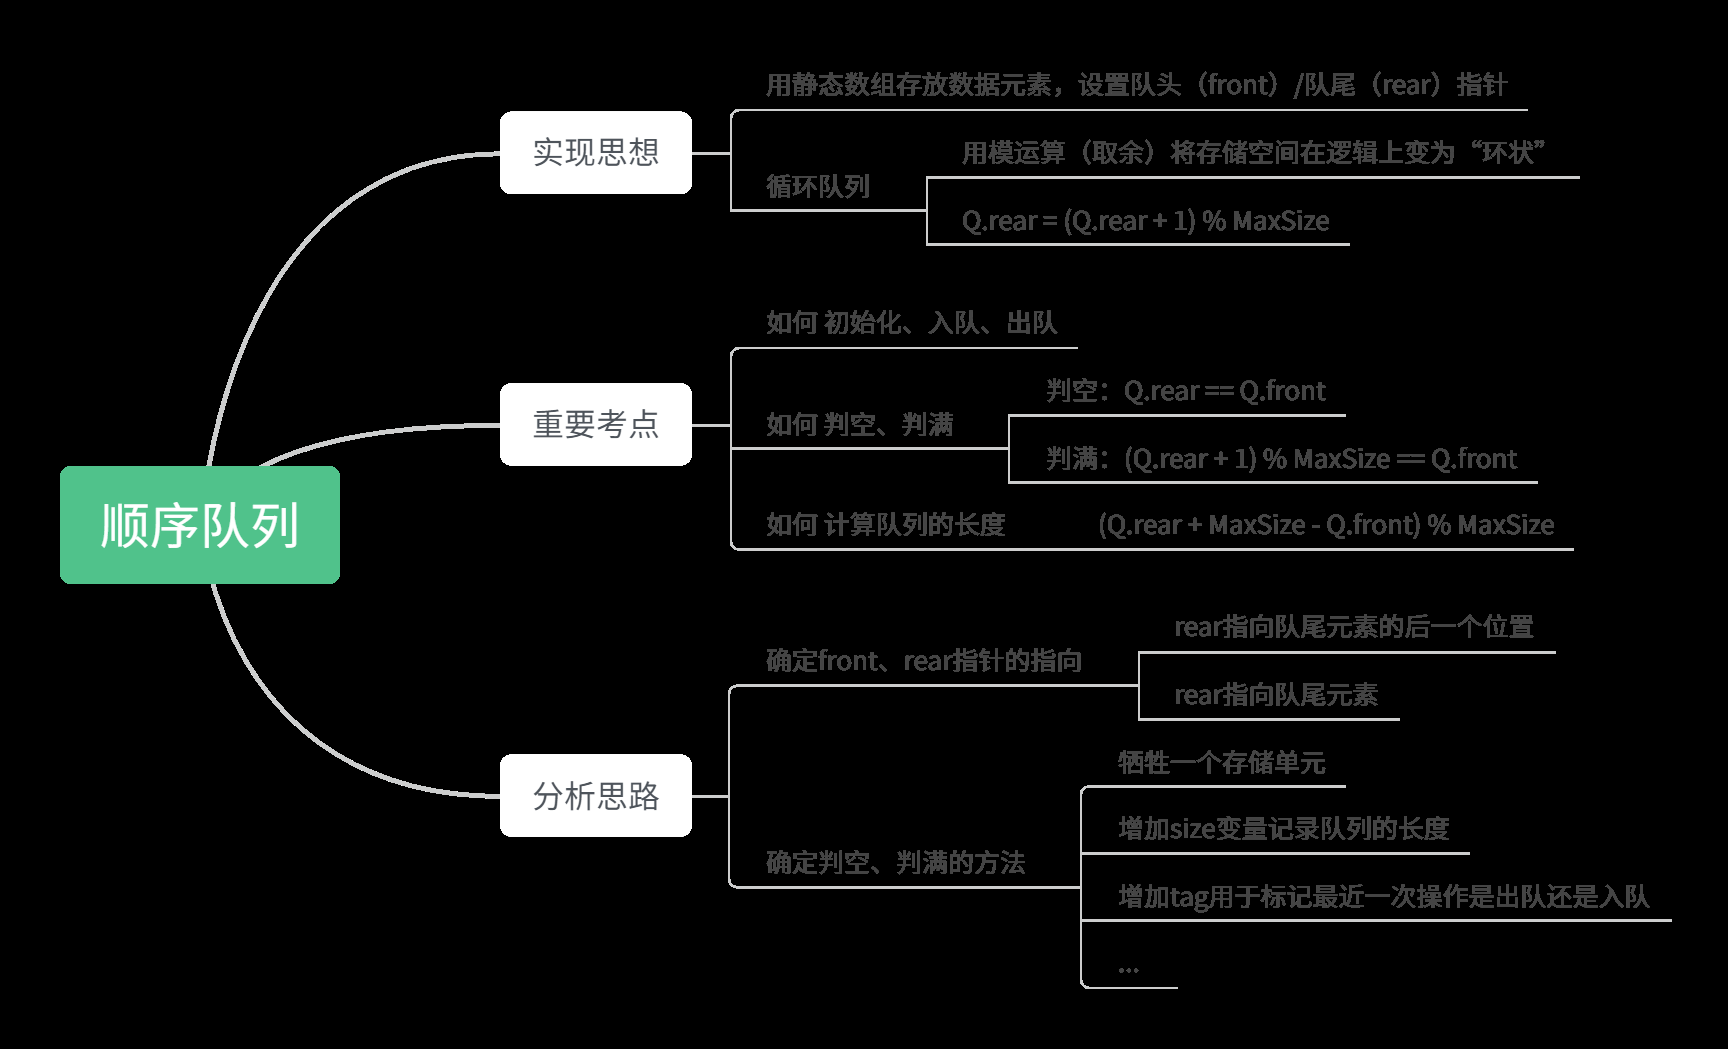 顺序队列
实现思想
用静态数组存放数据元素，设置队头（front）/队尾（rear）指针
循环队列
用模运算（取余）将存储空间在逻辑上变为“环状”
Q.rear = (Q.rear + 1) % MaxSize
重要考点
如何 初始化、入队、出队
如何 判空、判满
判空：Q.rear == Q.front
判满：(Q.rear + 1) % MaxSize == Q.front
如何 计算队列的长度
(Q.rear + MaxSize - Q.front) % MaxSize
分析思路
确定front、rear指针的指向
rear指向队尾元素的后一个位置
rear指向队尾元素
确定判空、判满的方法
牺牲一个存储单元
增加size变量记录队列的长度
增加tag用于标记最近一次操作是出队还是入队
...